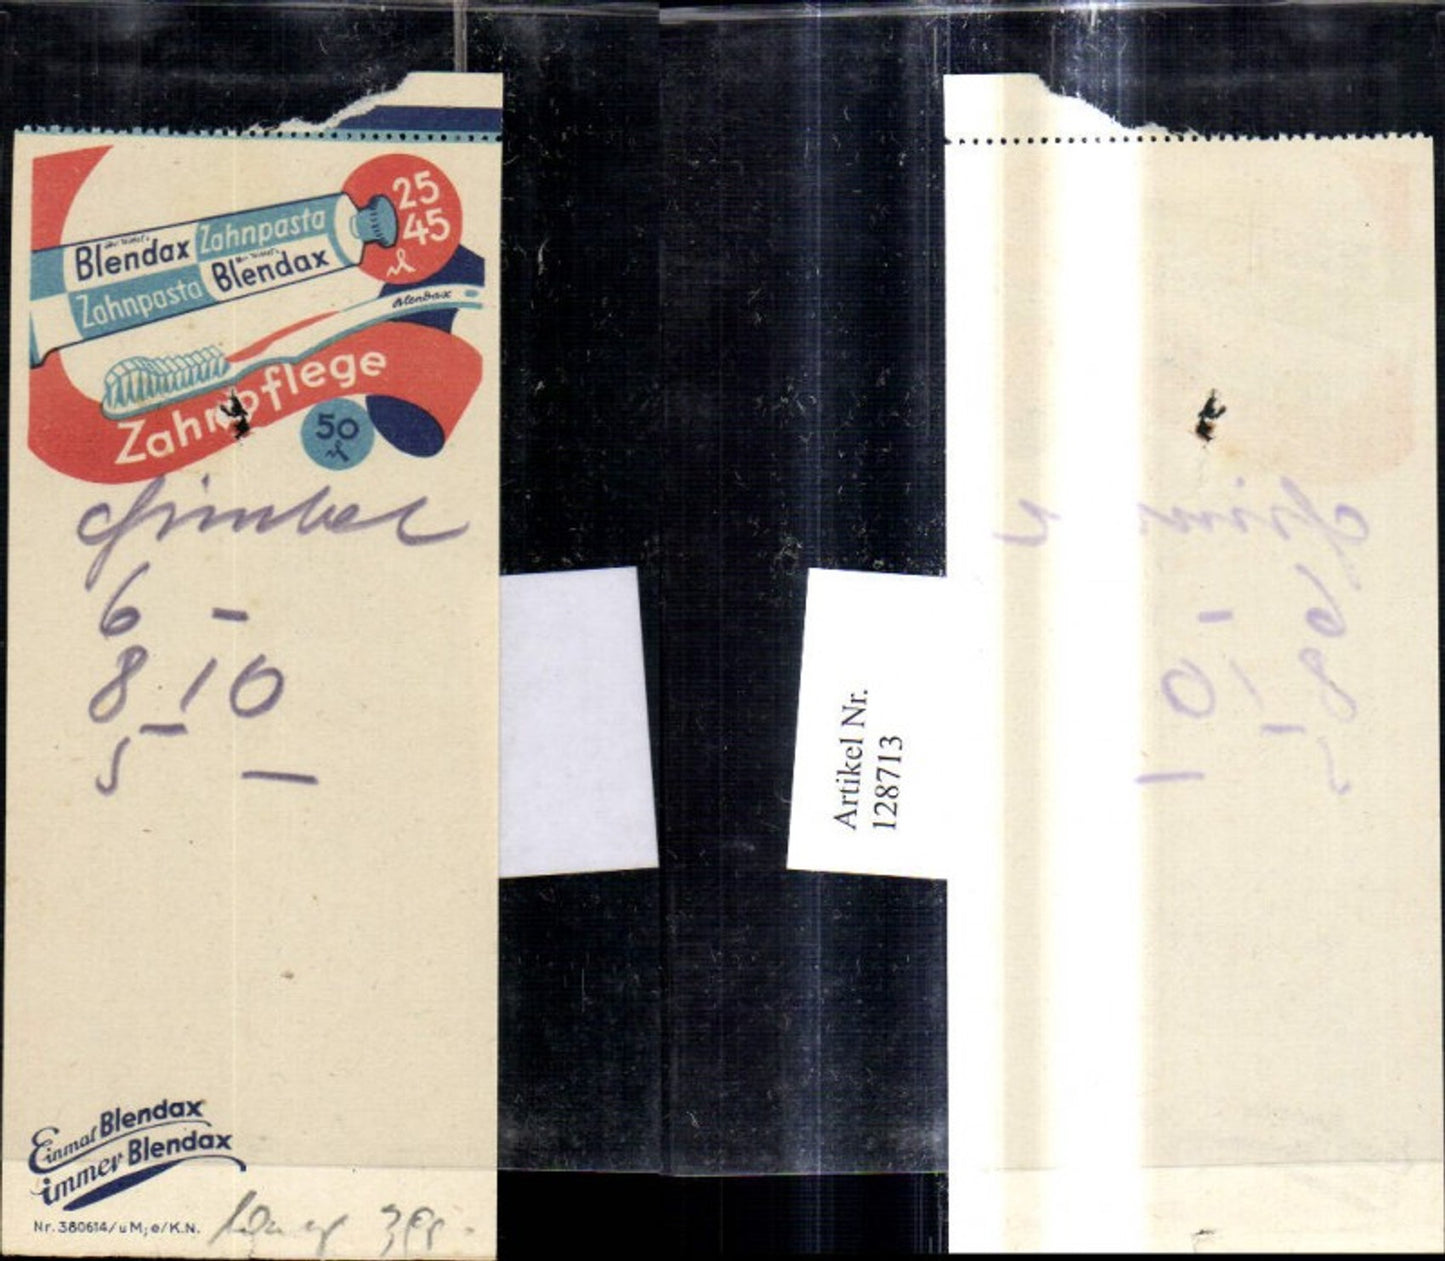 25
45
Blendax Zahnpasta
Zahnpasta Blendax
Blendax
Zahnpflege
50
6 –
8 10
5 –
Einmal Blendax
immer Blendax
Nr. 380614/uM;e/K.N.
Artikel Nr.
128713